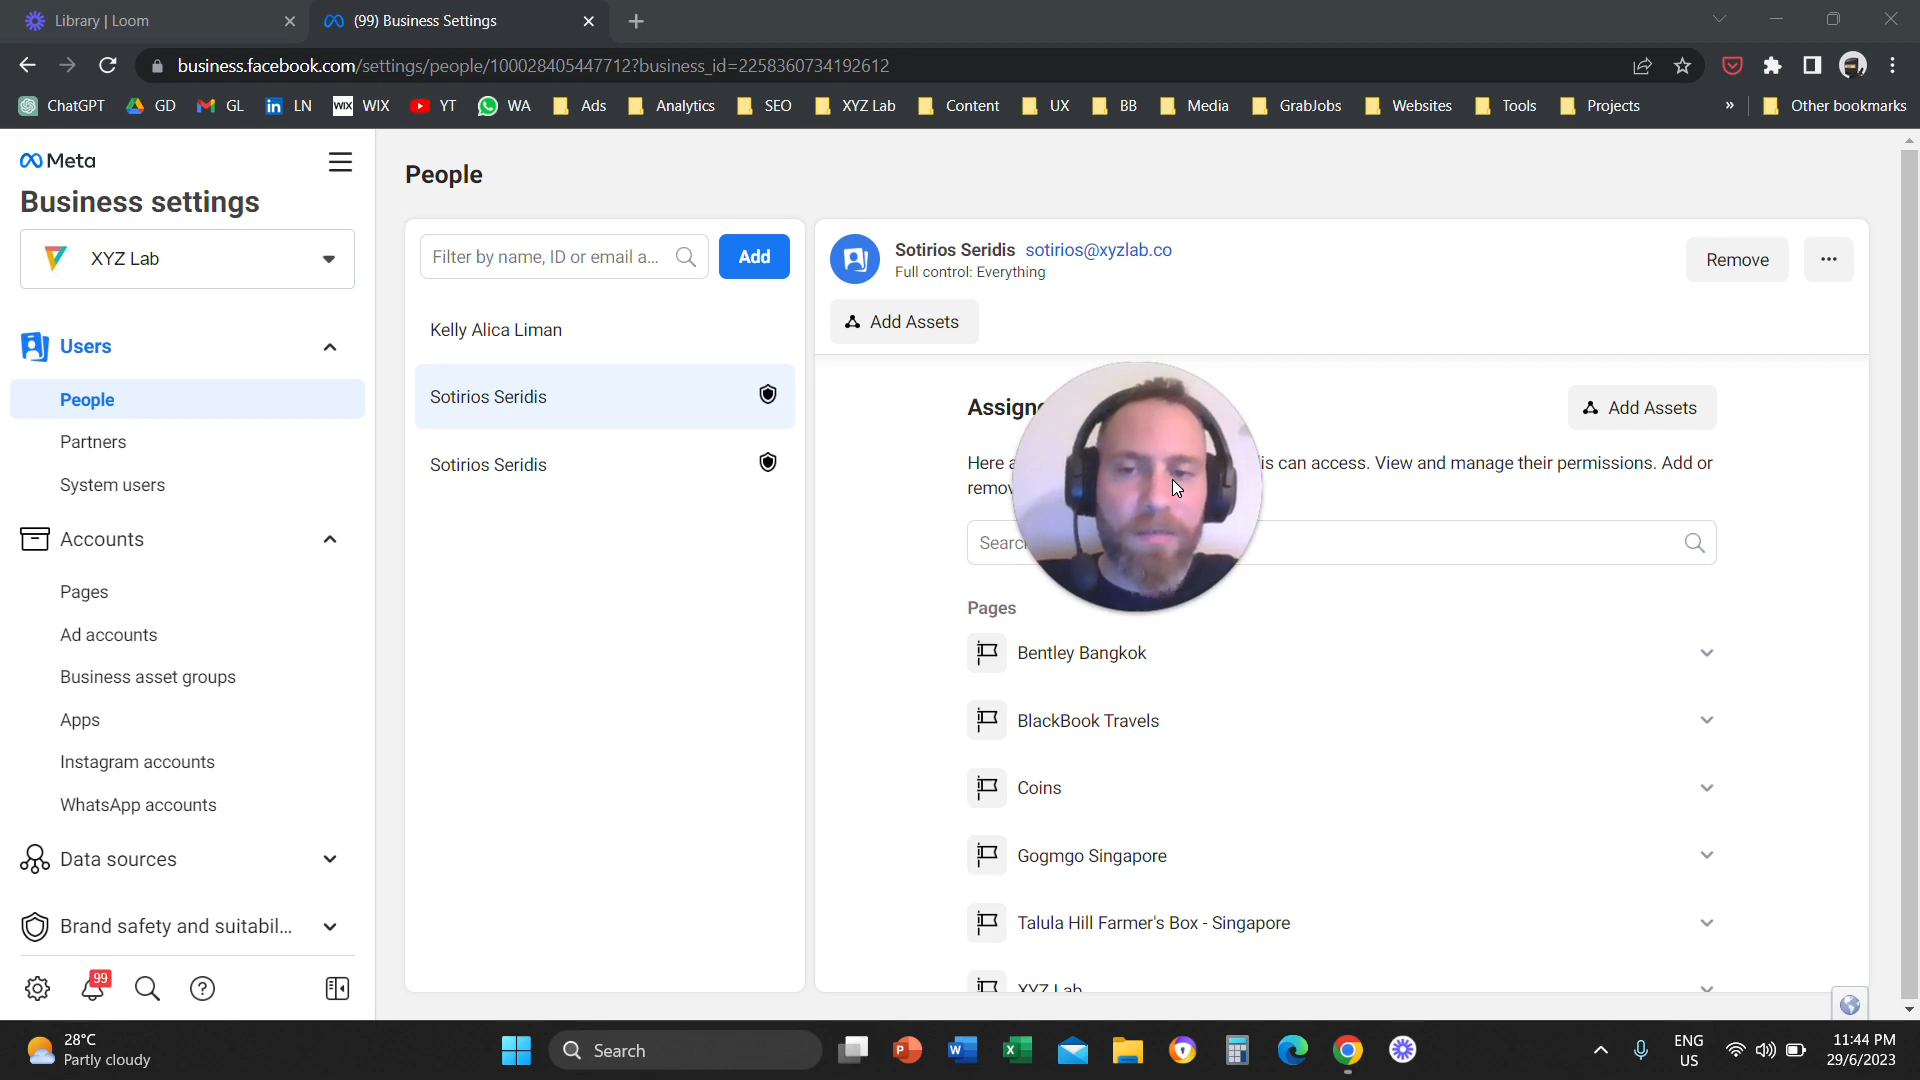 Library | Loom
(99) Business Settings
business.facebook.com/settings/people/100028405447712?business_id=2258360734192612
ChatGPT
GD
GL
LN
WIX
WIX
YT
WA
Ads
Analytics
SEO
XYZ Lab
Content
UX
BB
Media
GrabJobs
Websites
Tools
Projects
»
Other bookmarks
Meta
Business settings
XYZ Lab
Users
People
Partners
System users
Accounts
Pages
Ad accounts
Business asset groups
Apps
Instagram accounts
WhatsApp accounts
Data sources
Brand safety and suitabil...
99
People
Filter by name, ID or email a...
Add
Kelly Alica Liman
Sotirios Seridis
Sotirios Seridis
Sotirios Seridis sotirios@xyzlab.co
Full control: Everything
Remove
Add Assets
Add Assets
Here is can access. View and manage their permissions. Add or
Pages
Bentley Bangkok
BlackBook Travels
Coins
Gogmgo Singapore
Talula Hill Farmer's Box - Singapore
XYZ Lab
28°C
Partly cloudy
Search
ENG
US
11:44 PM
29/6/2023